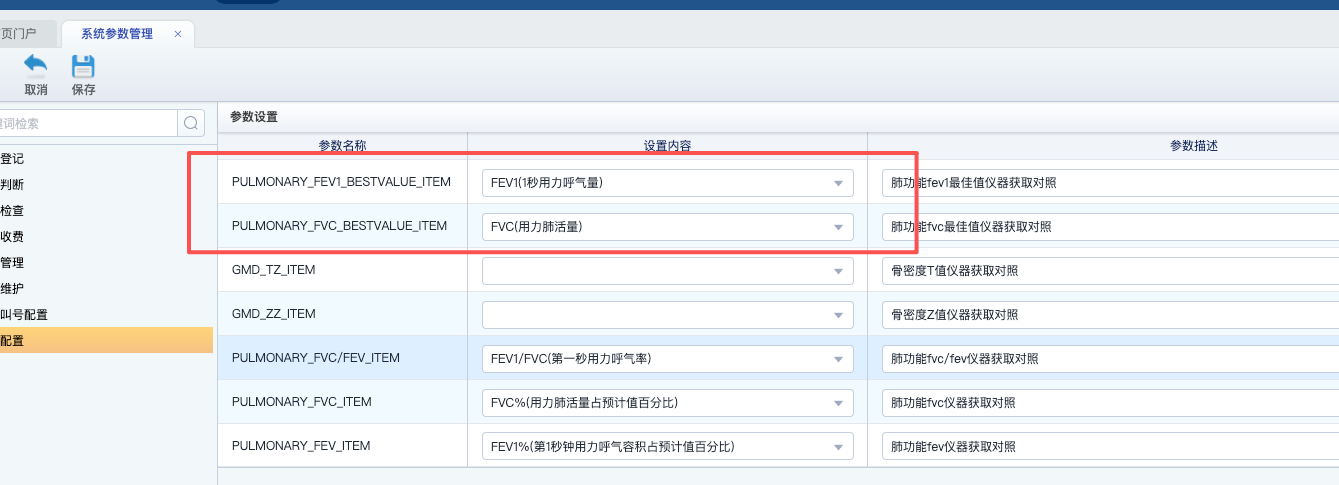 页门户 系统参数管理 ×
取消 保存
词检索
参数设置
参数名称 设置内容 参数描述
登记
判断
检查
收费
管理
维护
叫号配置
配置
PULMONARY_FEV1_BESTVALUE_ITEM FEV1(1秒用力呼气量) 肺功能fev1最佳值仪器获取对照
PULMONARY_FVC_BESTVALUE_ITEM FVC(用力肺活量) 肺功能fvc最佳值仪器获取对照
GMD_TZ_ITEM 骨密度T值仪器获取对照
GMD_ZZ_ITEM 骨密度Z值仪器获取对照
PULMONARY_FVC/FEV_ITEM FEV1/FVC(第一秒用力呼气率) 肺功能fvc/fev仪器获取对照
PULMONARY_FVC_ITEM FVC%(用力肺活量占预计值百分比) 肺功能fvc仪器获取对照
PULMONARY_FEV_ITEM FEV1%(第1秒钟用力呼气容积占预计值百分比) 肺功能fev仪器获取对照